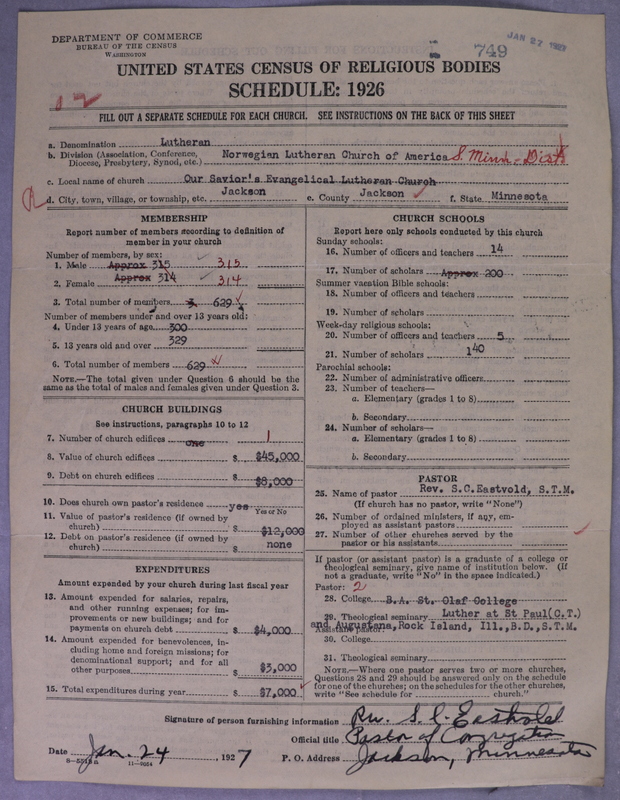 DEPARTMENT OF COMMERCE
BUREAU OF THE CENSUS
WASHINGTON
749
JAN 27 1927
UNITED STATES CENSUS OF RELIGIOUS BODIES
SCHEDULE: 1926
FILL OUT A SEPARATE SCHEDULE FOR EACH CHURCH. SEE INSTRUCTIONS ON THE BACK OF THIS SHEET
a. Denomination Lutheran
b. Division (Association, Conference, Diocese, Presbytery, Synod, etc.) Norwegian Lutheran Church of America S. Minn. Dist
c. Local name of church Our Savior's Evangelical Lutheran Church
d. City, town, village, or township, etc. Jackson e. County Jackson f. State Minnesota
MEMBERSHIP
Report number of members according to definition of
member in your church
Number of members, by sex:
1. Male Approx 315 315
2. Female Approx 314 314
3. Total number of members 629
Number of members under and over 13 years old:
4. Under 13 years of age 300
5. 13 years old and over 329
6. Total number of members 629
NOTE.—The total given under Question 6 should be the
same as the total of males and females given under Question 3.
CHURCH BUILDINGS
See instructions, paragraphs 10 to 12
7. Number of church edifices one 1
8. Value of church edifices $ $45,000
9. Debt on church edifices $ $8,000
10. Does church own pastor's residence yes
Yes or No
11. Value of pastor's residence (if owned by
church) $ $12,000
12. Debt on pastor's residence (if owned by
church) $ none
EXPENDITURES
Amount expended by your church during last fiscal year
13. Amount expended for salaries, repairs,
and other running expenses; for im-
provements or new buildings; and for
payments on church debt $ $4,000
14. Amount expended for benevolences, in-
cluding home and foreign missions; for
denominational support; and for all
other purposes $ $3,000
15. Total expenditures during year $ $7,000
CHURCH SCHOOLS
Report here only schools conducted by this church
Sunday schools:
16. Number of officers and teachers 14
17. Number of scholars Approx 200
Summer vacation Bible schools:
18. Number of officers and teachers
19. Number of scholars
Week-day religious schools:
20. Number of officers and teachers 5
21. Number of scholars 140
Parochial schools:
22. Number of administrative officers
23. Number of teachers—
a. Elementary (grades 1 to 8)
b. Secondary
24. Number of scholars—
a. Elementary (grades 1 to 8)
b. Secondary
PASTOR
25. Name of pastor Rev. S.C.Eastvold, S.T.M.
(If church has no pastor, write "None")
26. Number of ordained ministers, if any, em-
ployed as assistant pastors
27. Number of other churches served by the
pastor or his assistants
If pastor (or assistant pastor) is a graduate of a college or
theological seminary, give name of institution below. (If
not a graduate, write "No" in the space indicated.)
Pastor: 2
28. College B.A. St. Olaf College
29. Theological seminary Luther at St Paul(C.T.)
and Augustana,Rock Island, Ill.,B.D.,S.T.M.
Assistant pastor:
30. College
31. Theological seminary
NOTE.—Where one pastor serves two or more churches,
Questions 28 and 29 should be answered only on the schedule
for one of the churches; on the schedules for the other churches,
write "See schedule for church."
Signature of person furnishing information Rev. S. C. Eastvold
Official title Pastor of Congregation
Date Jan. 24 1927 P. O. Address Jackson, Minnesota